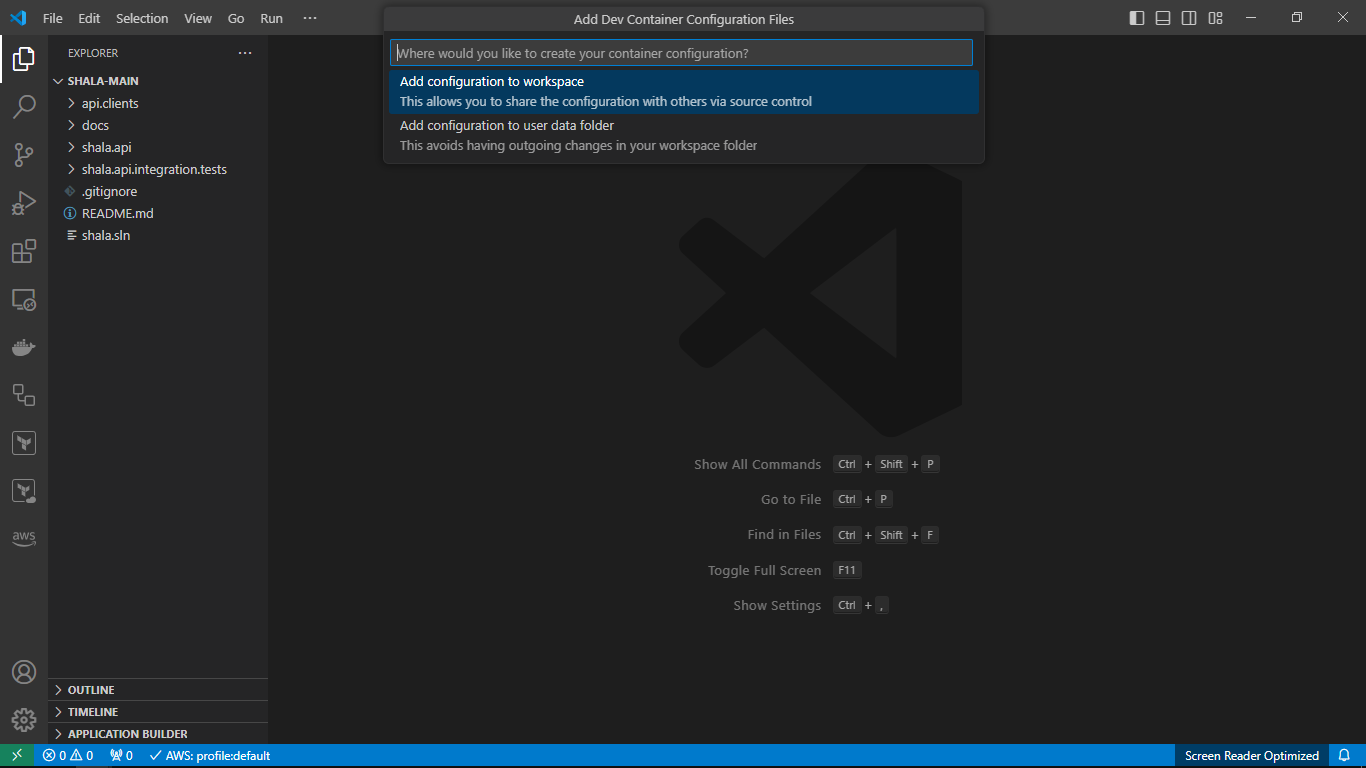 File Edit Selection View Go Run ···
Add Dev Container Configuration Files
Where would you like to create your container configuration?
Add configuration to workspace
This allows you to share the configuration with others via source control
Add configuration to user data folder
This avoids having outgoing changes in your workspace folder
EXPLORER ···
SHALA-MAIN
api.clients
docs
shala.api
shala.api.integration.tests
.gitignore
README.md
shala.sln
aws
Show All Commands Ctrl + Shift + P
Go to File Ctrl + P
Find in Files Ctrl + Shift + F
Toggle Full Screen F11
Show Settings Ctrl + ,
OUTLINE
TIMELINE
APPLICATION BUILDER
0 0 0 AWS: profile:default Screen Reader Optimized